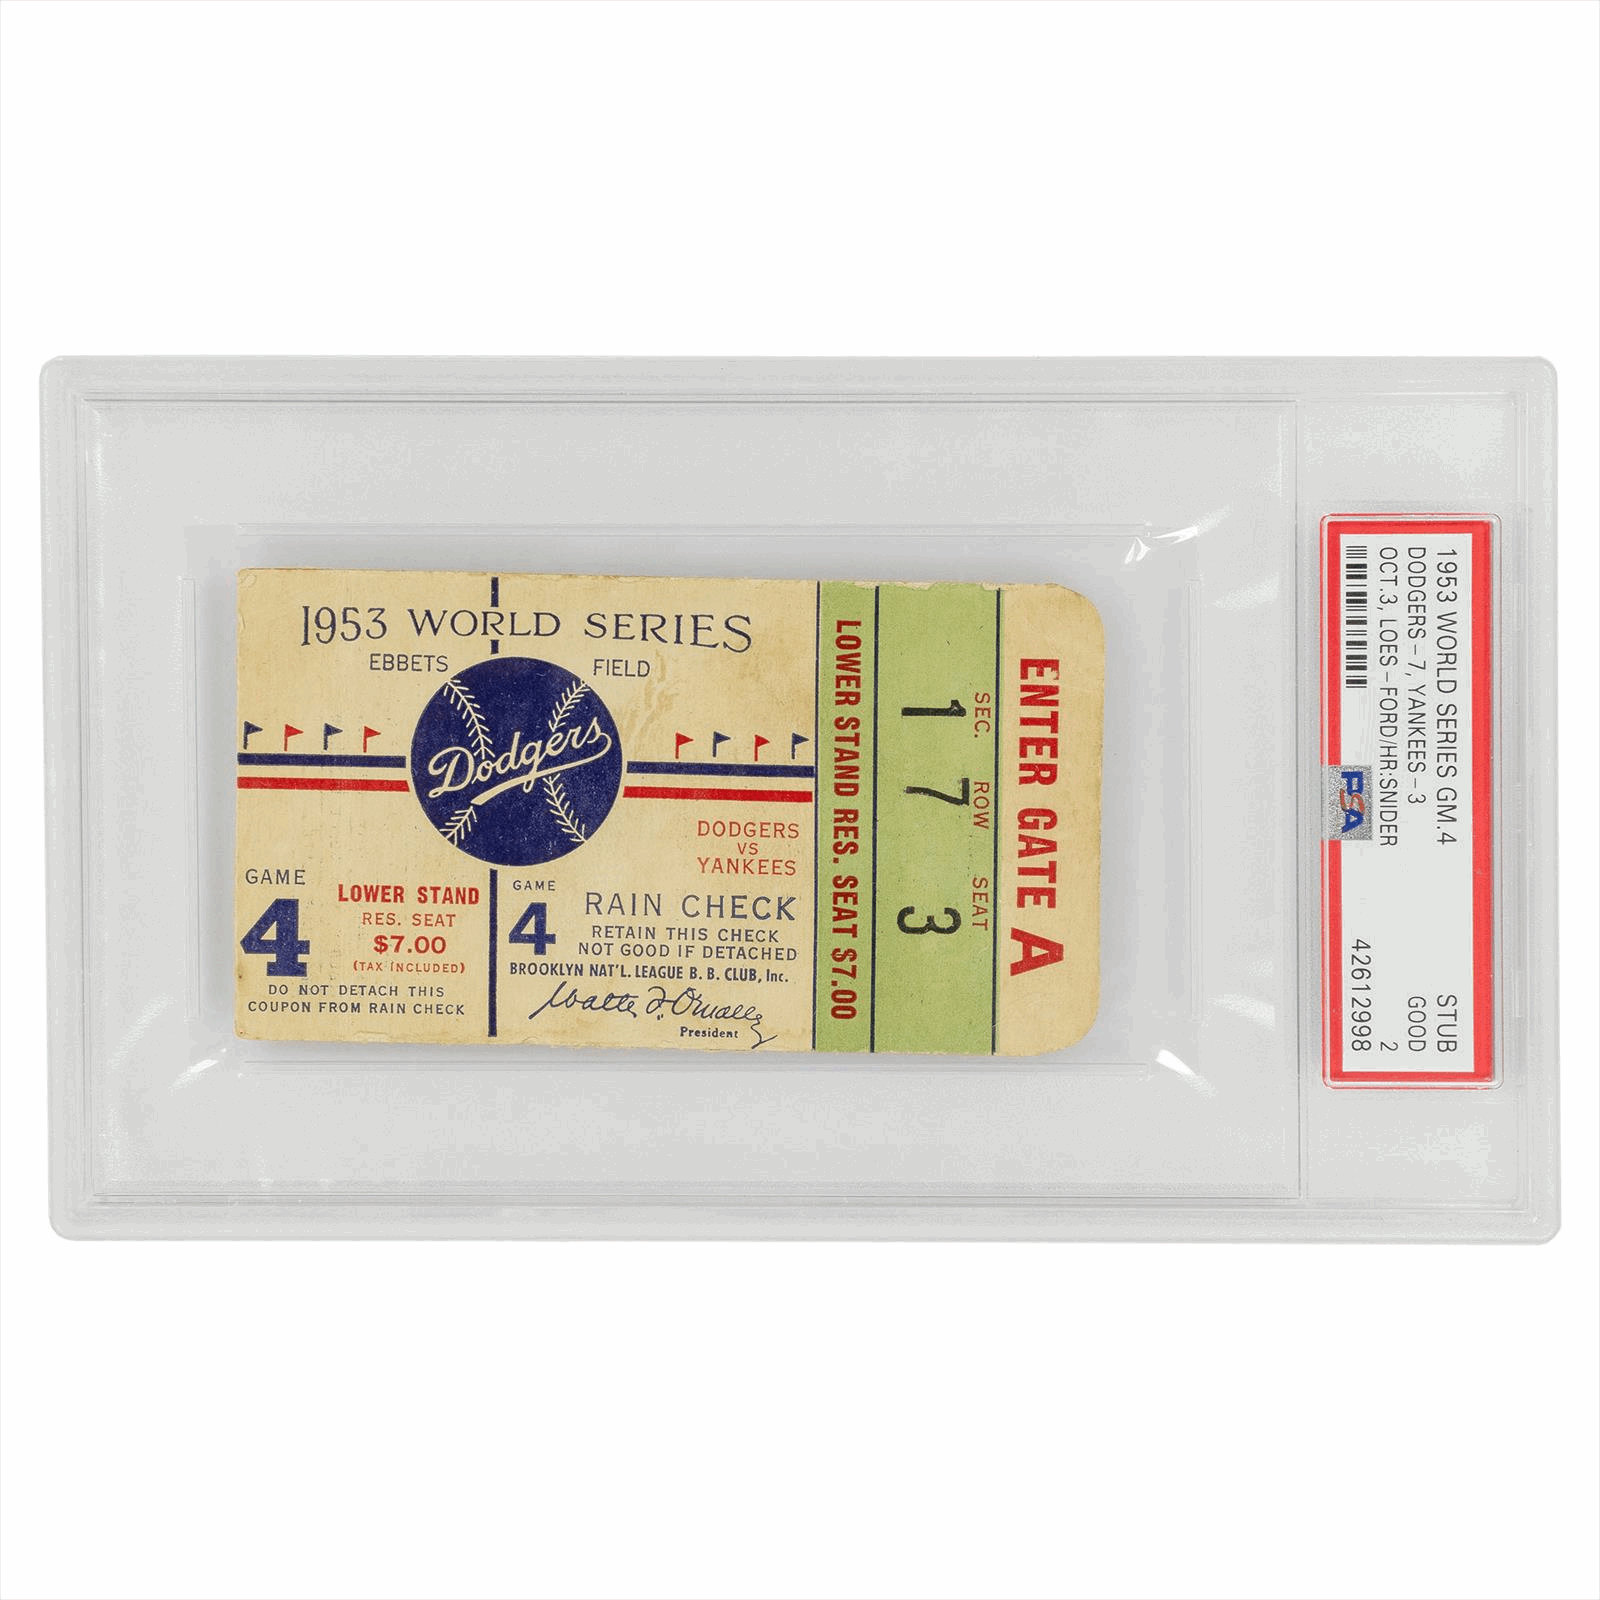 1953 WORLD SERIES
EBBETS FIELD
Dodgers
DODGERS
VS
YANKEES
GAME
4
LOWER STAND
RES. SEAT
$7.00
(TAX INCLUDED)
DO NOT DETACH THIS
COUPON FROM RAIN CHECK
GAME
4
RAIN CHECK
RETAIN THIS CHECK
NOT GOOD IF DETACHED
BROOKLYN NAT'L. LEAGUE B. B. CLUB, Inc.
Walter F. O'Malley
President
LOWER STAND RES. SEAT $7.00
SEC. ROW SEAT
1 7 3
ENTER GATE A
1953 WORLD SERIES GM.4 STUB
DODGERS-7, YANKEES-3 GOOD
OCT.3, LOES-FORD/HR:SNIDER 2
42612998
PSA